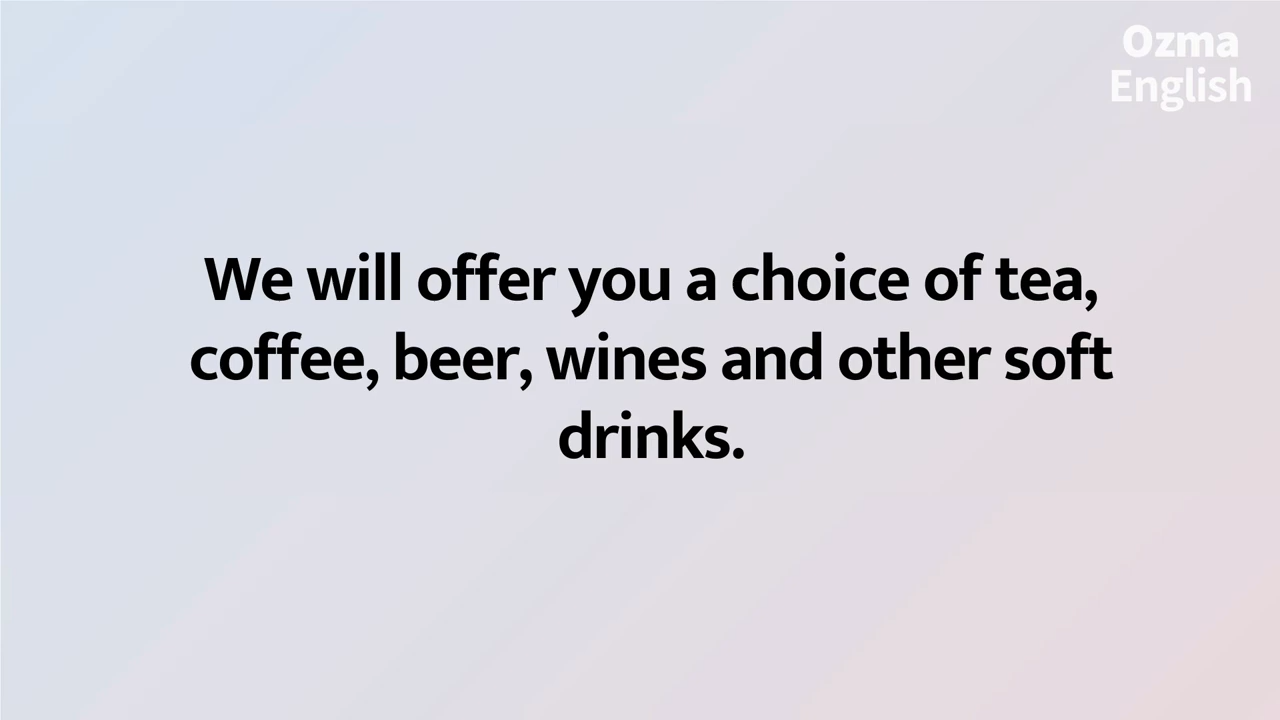 Ozma
English
We will offer you a choice of tea,
coffee, beer, wines and other soft
drinks.